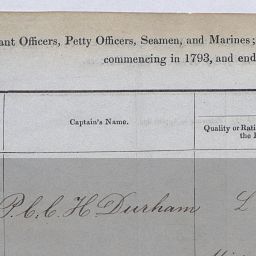 ant Officers, Petty Officers, Seamen, and Marines;
commencing in 1793, and end
Captain's Name.
Quality or Rati
the
P. C. C. H Durham L